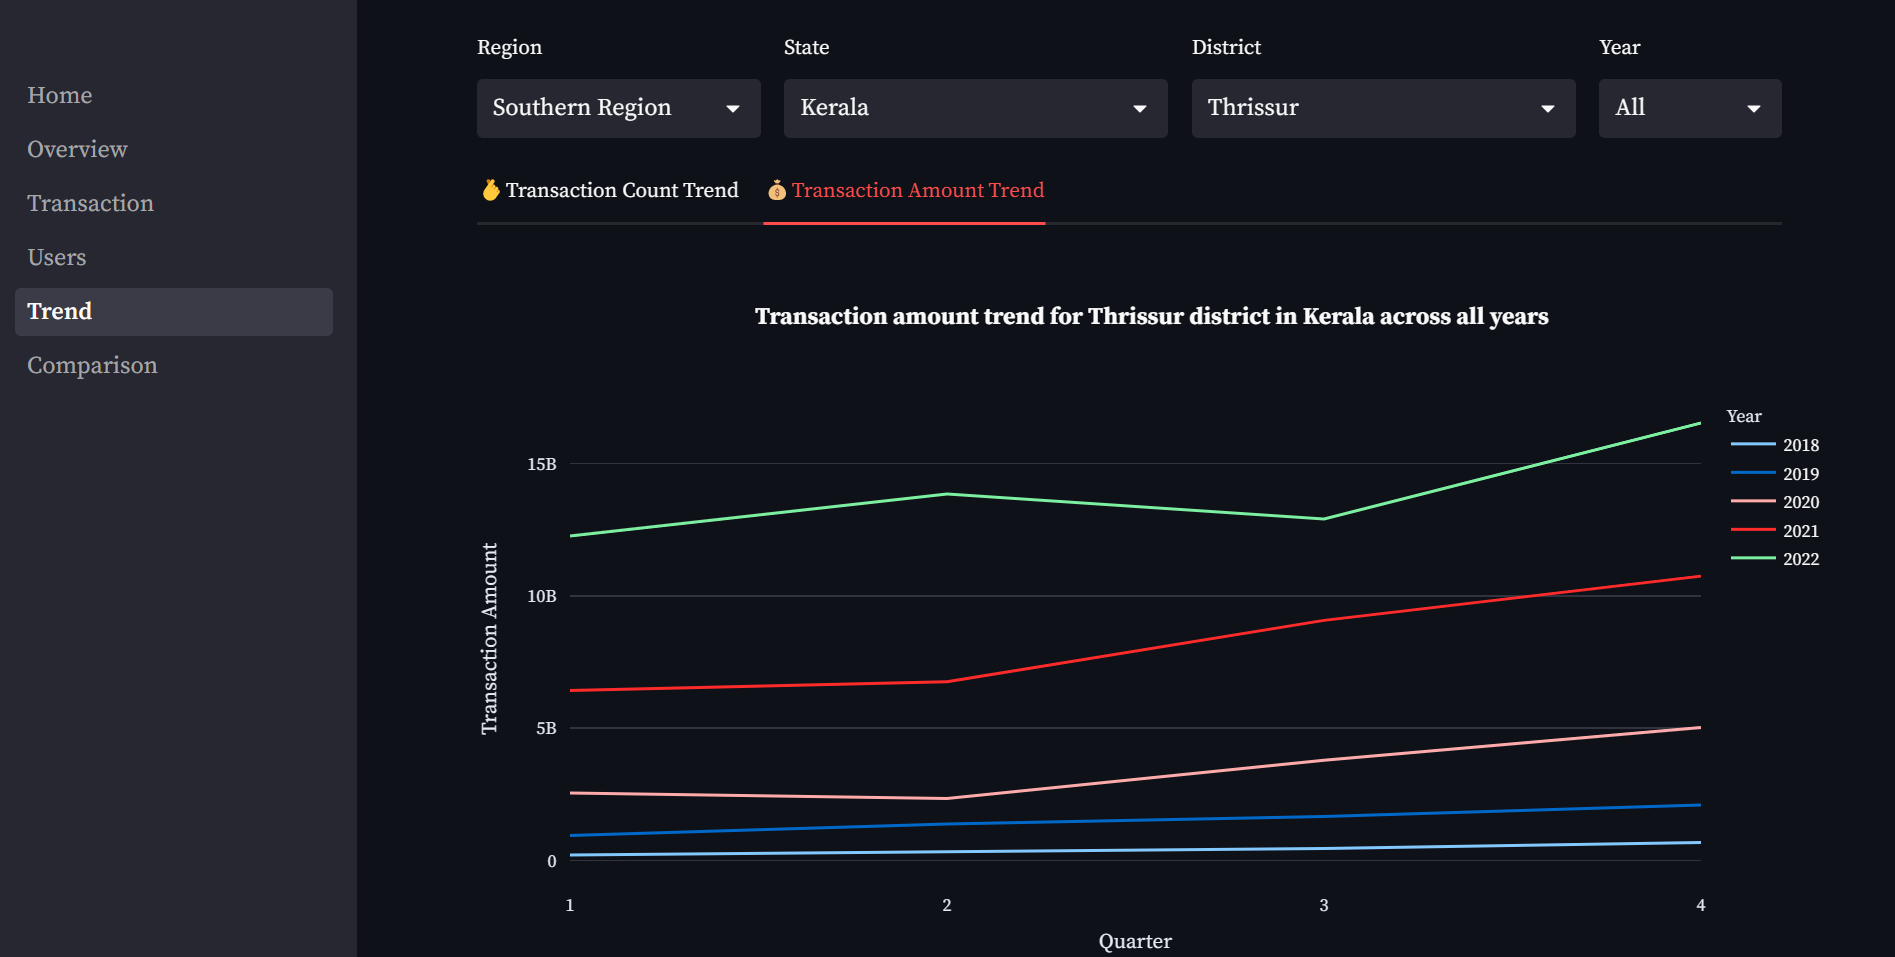 Home
Overview
Transaction
Users
Trend
Comparison
Region State District Year
Southern Region Kerala Thrissur All
Transaction Count Trend Transaction Amount Trend
Transaction amount trend for Thrissur district in Kerala across all years
Year
2018
2019
2020
2021
2022
15B
10B
5B
0
Transaction Amount
1 2 3 4
Quarter